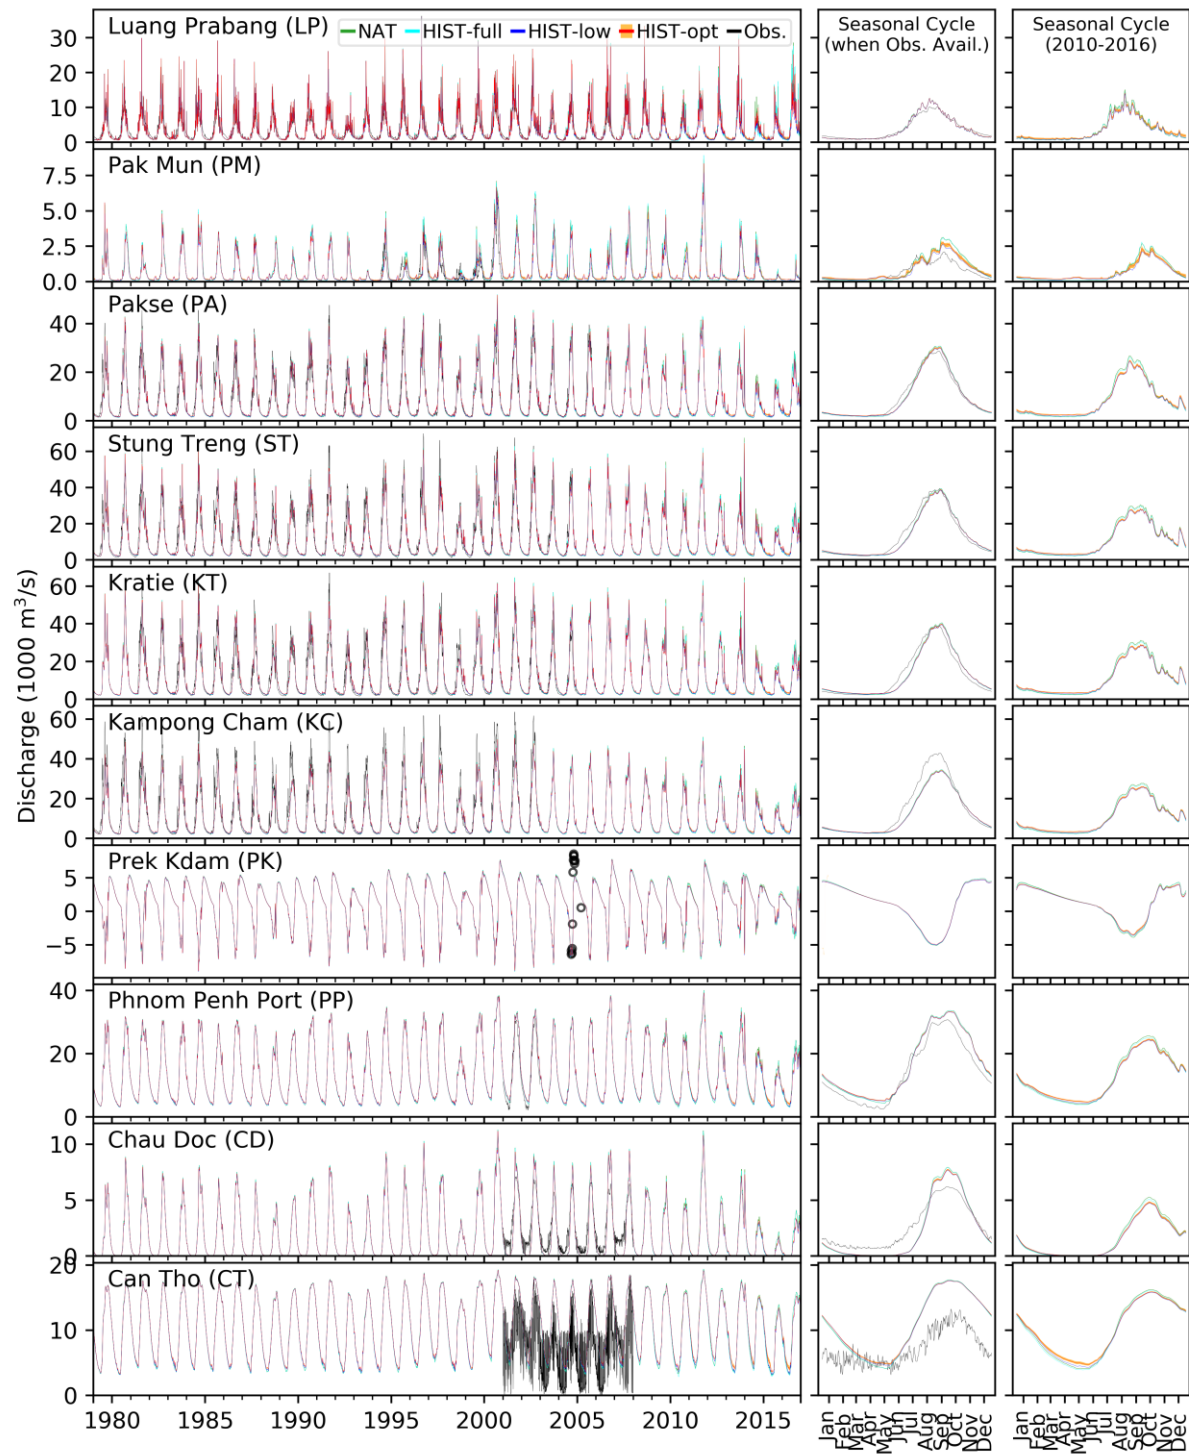 Luang Prabang (LP)
NAT HIST-full HIST-low HIST-opt Obs.
Seasonal Cycle
(when Obs. Avail.)
Seasonal Cycle
(2010-2016)
30
20
10
0
Pak Mun (PM)
7.5
5.0
2.5
0.0
Pakse (PA)
40
20
0
Stung Treng (ST)
60
40
20
0
Kratie (KT)
60
40
20
0
Kampong Cham (KC)
60
40
20
0
Discharge (1000 m³/s)
Prek Kdam (PK)
5
0
−5
Phnom Penh Port (PP)
40
20
0
Chau Doc (CD)
10
5
0
Can Tho (CT)
20
10
0
1980 1985 1990 1995 2000 2005 2010 2015
Jan Feb Mar Apr May Jun Jul Aug Sep Oct Nov Dec
Jan Feb Mar Apr May Jun Jul Aug Sep Oct Nov Dec